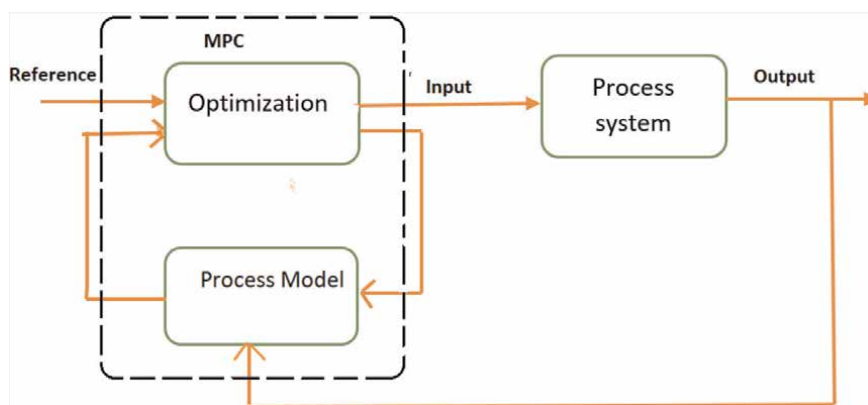 MPC
Reference
Optimization
Input
Process
system
Output
Process Model